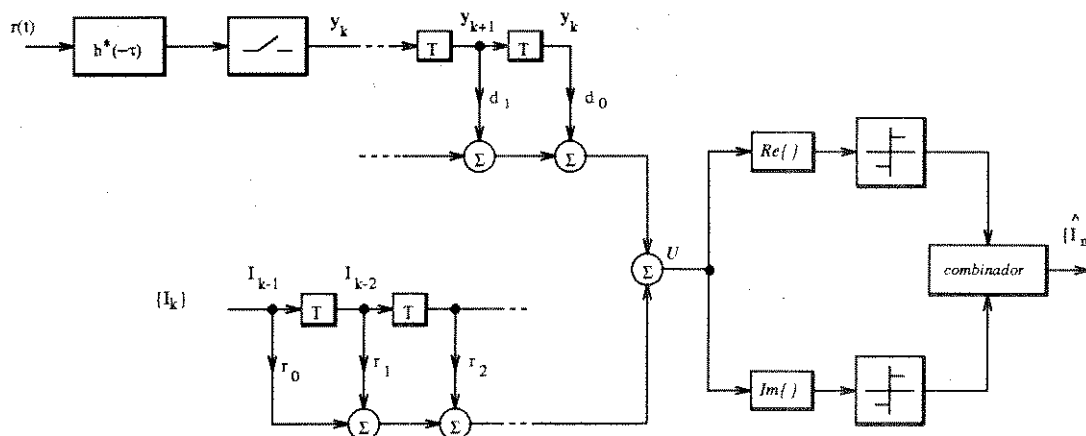 r(t)
h*(−τ)
y_k
T
y_{k+1}
T
y_k
d_1
d_0
Σ
Σ
Re{ }
U
Σ
combinador
{Î_n
{I_k}
I_{k-1}
T
I_{k-2}
T
r_0
r_1
r_2
Σ
Σ
Im{ }